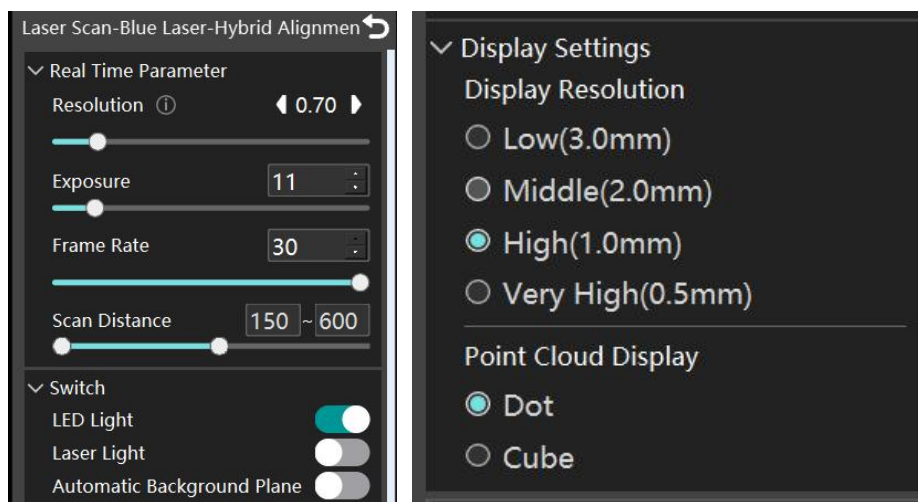 Laser Scan-Blue Laser-Hybrid Alignmen
Real Time Parameter
Resolution 0.70
Exposure 11
Frame Rate 30
Scan Distance 150 ~ 600
Switch
LED Light
Laser Light
Automatic Background Plane
Display Settings
Display Resolution
Low(3.0mm)
Middle(2.0mm)
High(1.0mm)
Very High(0.5mm)
Point Cloud Display
Dot
Cube